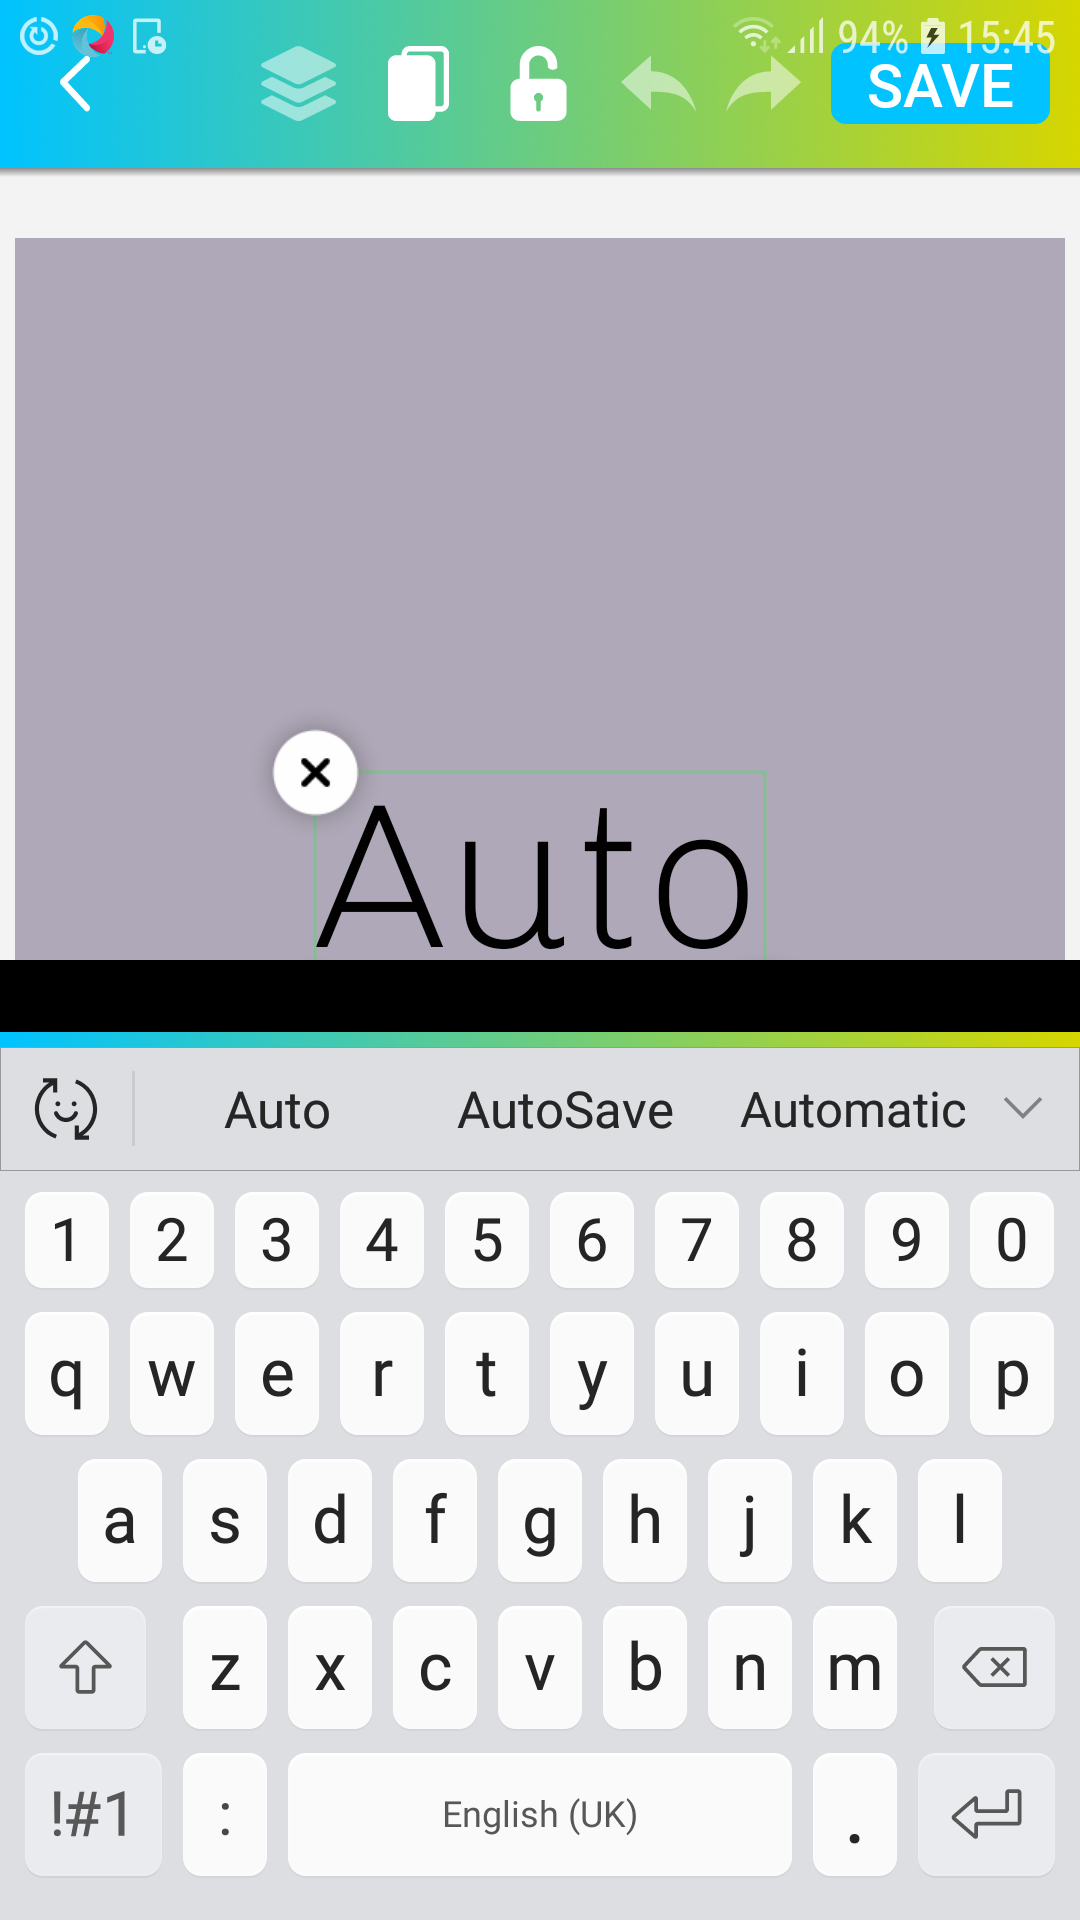 94% 15:45
SAVE
Auto
Auto AutoSave Automatic
1 2 3 4 5 6 7 8 9 0
q w e r t y u i o p
a s d f g h j k l
z x c v b n m
!#1 : English (UK) .